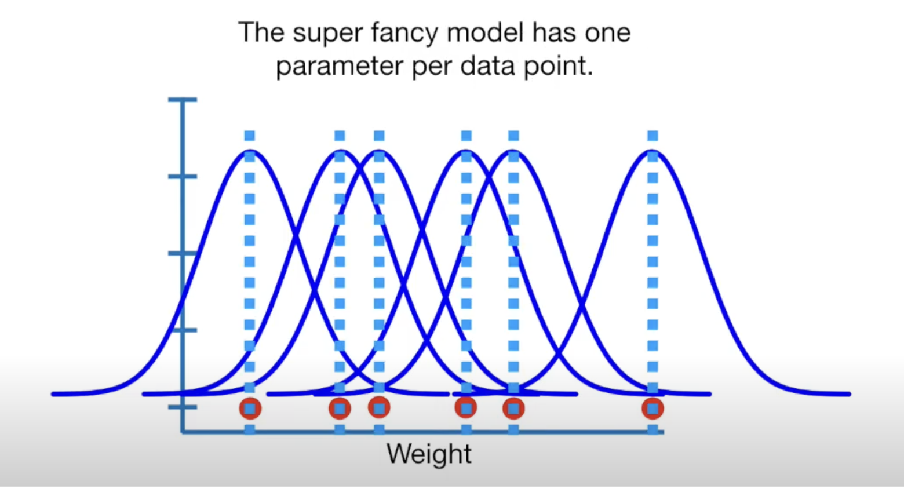 The super fancy model has one
parameter per data point.
Weight